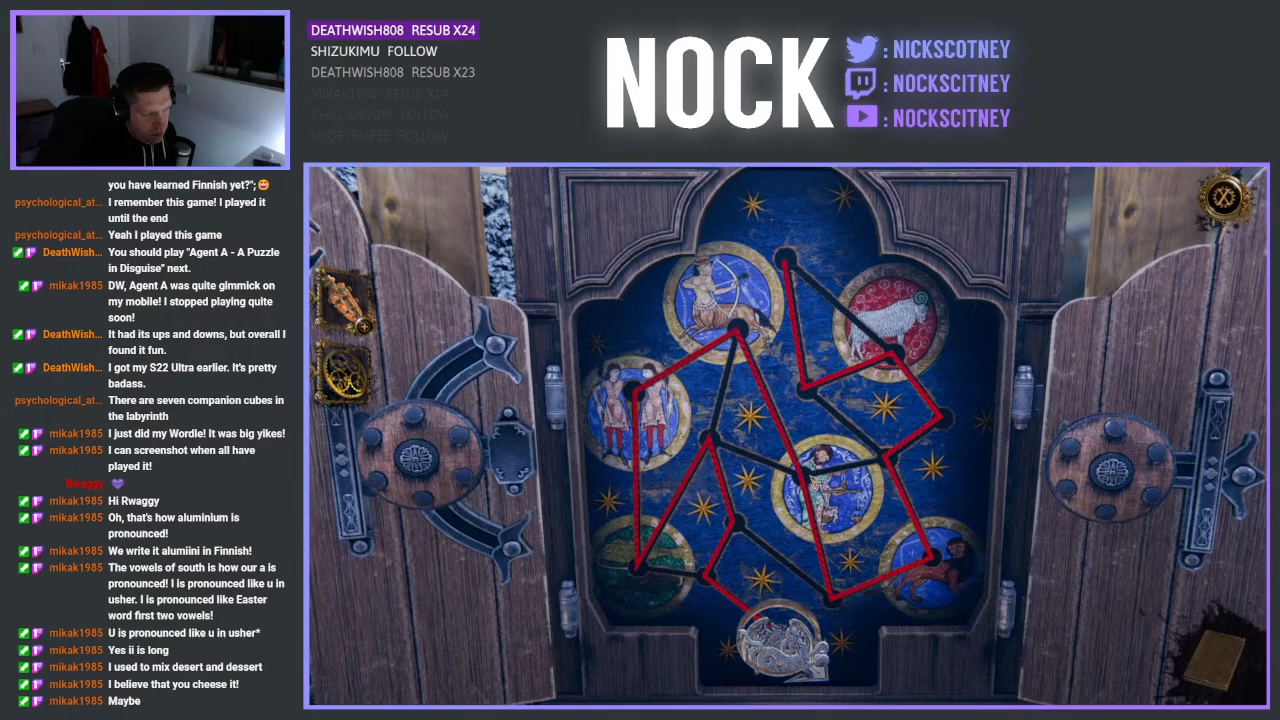 DEATHWISH808 RESUB X24
SHIZUKIMU FOLLOW
DEATHWISH808 RESUB X23
MIKAK1985 RESUB X24
CHILLIUSVGM FOLLOW
LOOPYRUPEE FOLLOW
NOCK
: NICKSCOTNEY
: NOCKSCITNEY
: NOCKSCITNEY
you have learned Finnish yet?";
psychological_at... I remember this game! I played it
until the end
psychological_at... Yeah I played this game
DeathWish... You should play "Agent A - A Puzzle
in Disguise" next.
mikak1985 DW, Agent A was quite gimmick on
my mobile! I stopped playing quite
soon!
DeathWish... It had its ups and downs, but overall I
found it fun.
DeathWish... I got my S22 Ultra earlier. It's pretty
badass.
psychological_at... There are seven companion cubes in
the labyrinth
mikak1985 I just did my Wordle! It was big yikes!
mikak1985 I can screenshot when all have
played it!
Rwaggy
mikak1985 Hi Rwaggy
mikak1985 Oh, that's how aluminium is
pronounced!
mikak1985 We write it alumiini in Finnish!
mikak1985 The vowels of south is how our a is
pronounced! I is pronounced like u in
usher. I is pronounced like Easter
word first two vowels!
mikak1985 U is pronounced like u in usher*
mikak1985 Yes ii is long
mikak1985 I used to mix desert and dessert
mikak1985 I believe that you cheese it!
mikak1985 Maybe